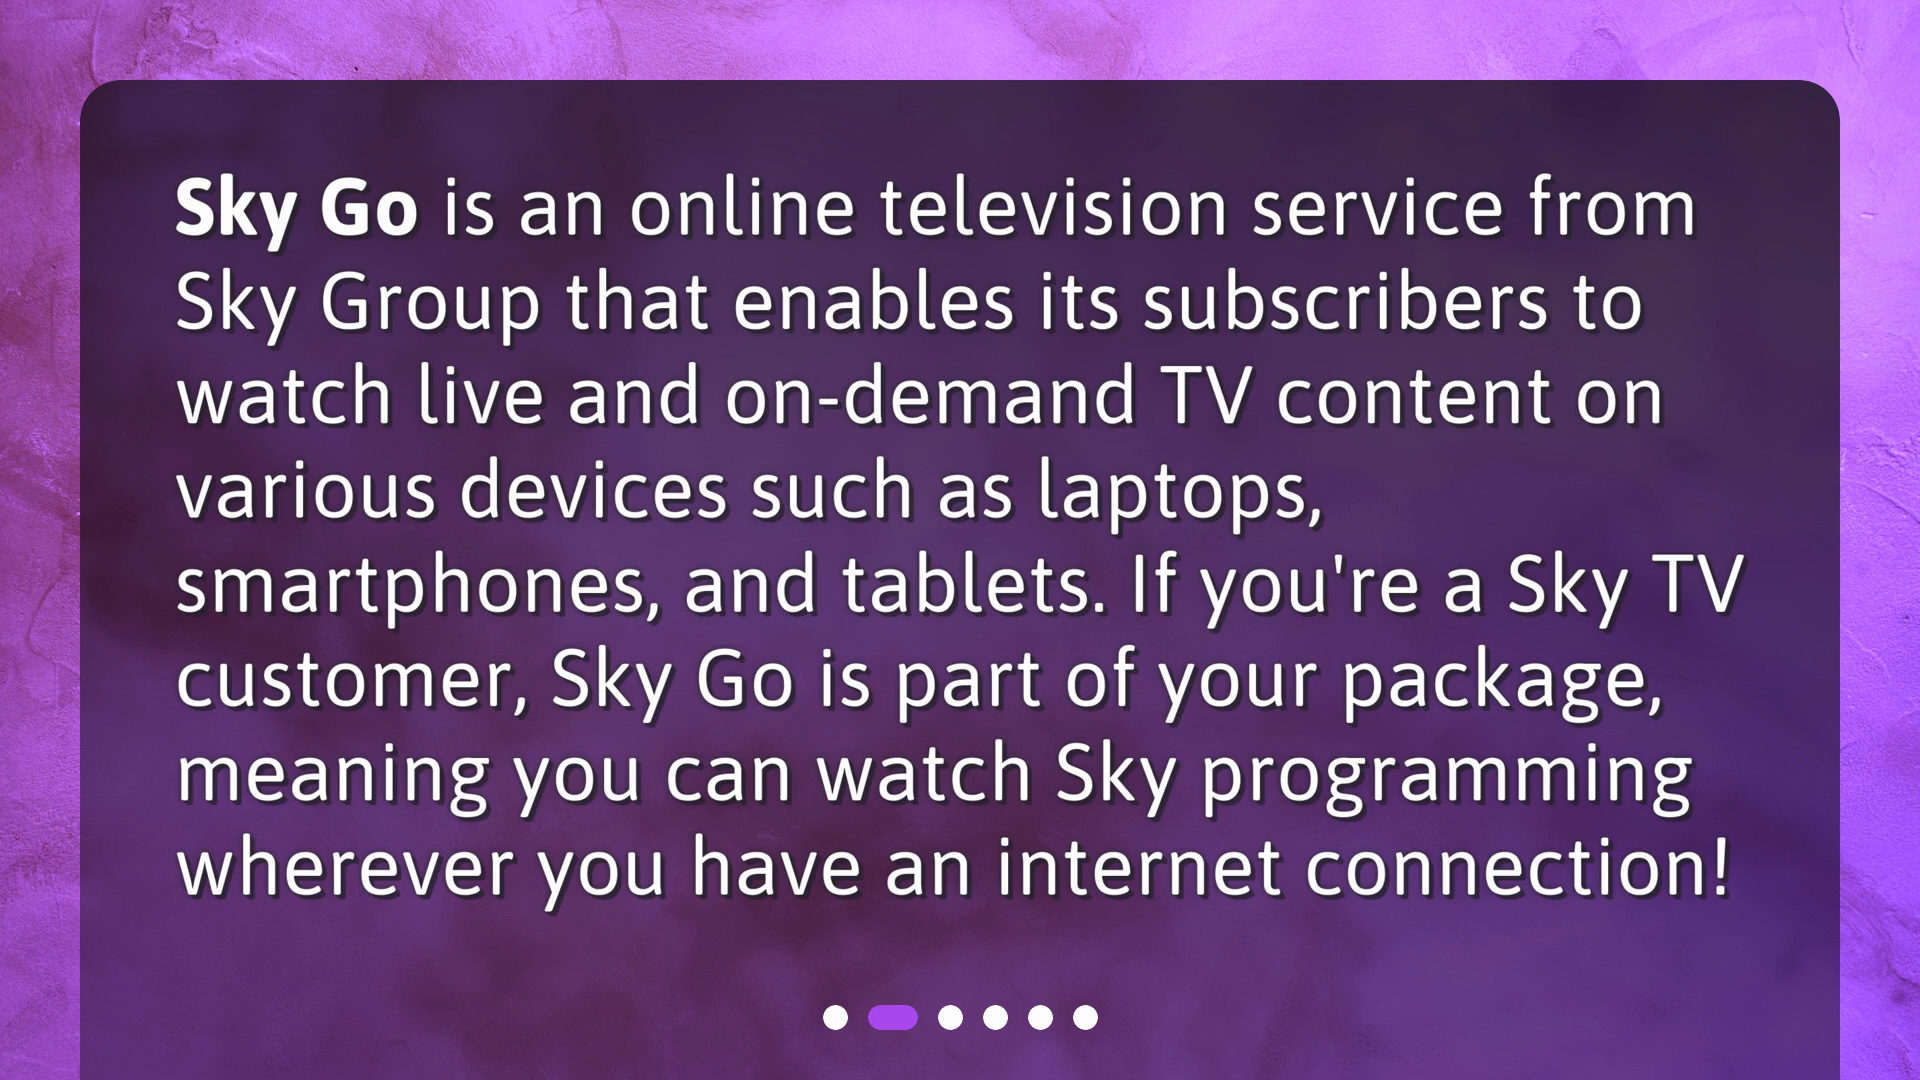 Sky Go is an online television service from
Sky Group that enables its subscribers to
watch live and on-demand TV content on
various devices such as laptops,
smartphones, and tablets. If you're a Sky TV
customer, Sky Go is part of your package,
meaning you can watch Sky programming
wherever you have an internet connection!